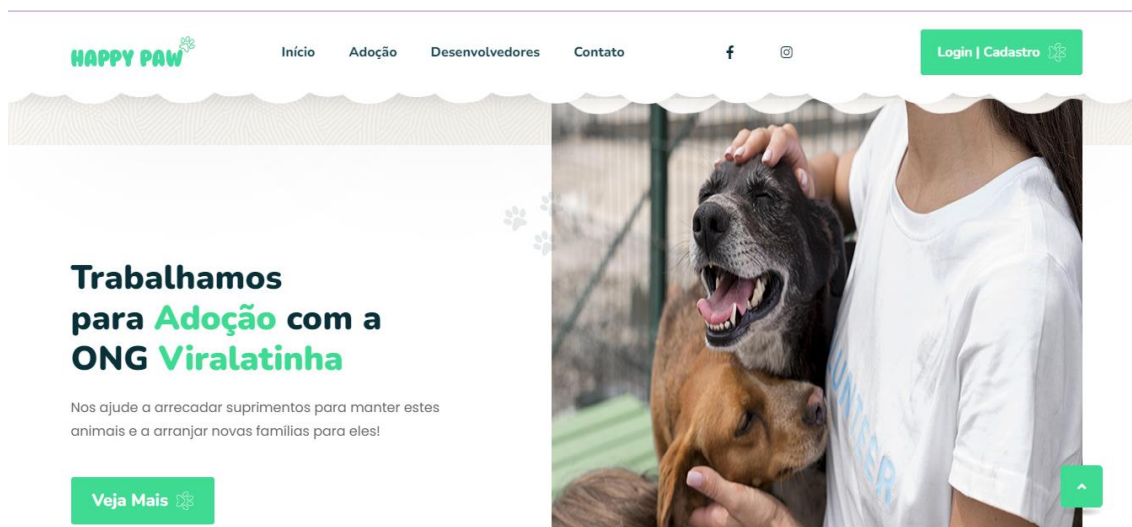 HAPPY PAW
Início Adoção Desenvolvedores Contato
Login | Cadastro
Trabalhamos
para Adoção com a
ONG Viralatinha
Nos ajude a arrecadar suprimentos para manter estes
animais e a arranjar novas famílias para eles!
Veja Mais
UNTEER